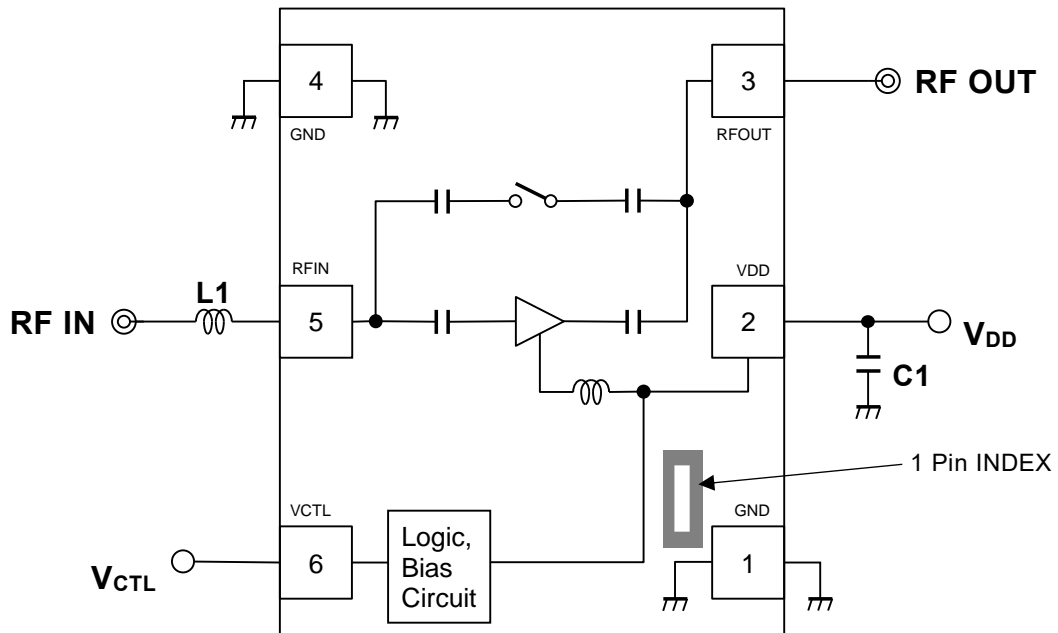 4
GND
3
RFOUT
RF OUT
RFIN
5
L1
RF IN
VDD
2
VDD
C1
1 Pin INDEX
VCTL
6
VCTL
Logic,
Bias
Circuit
GND
1